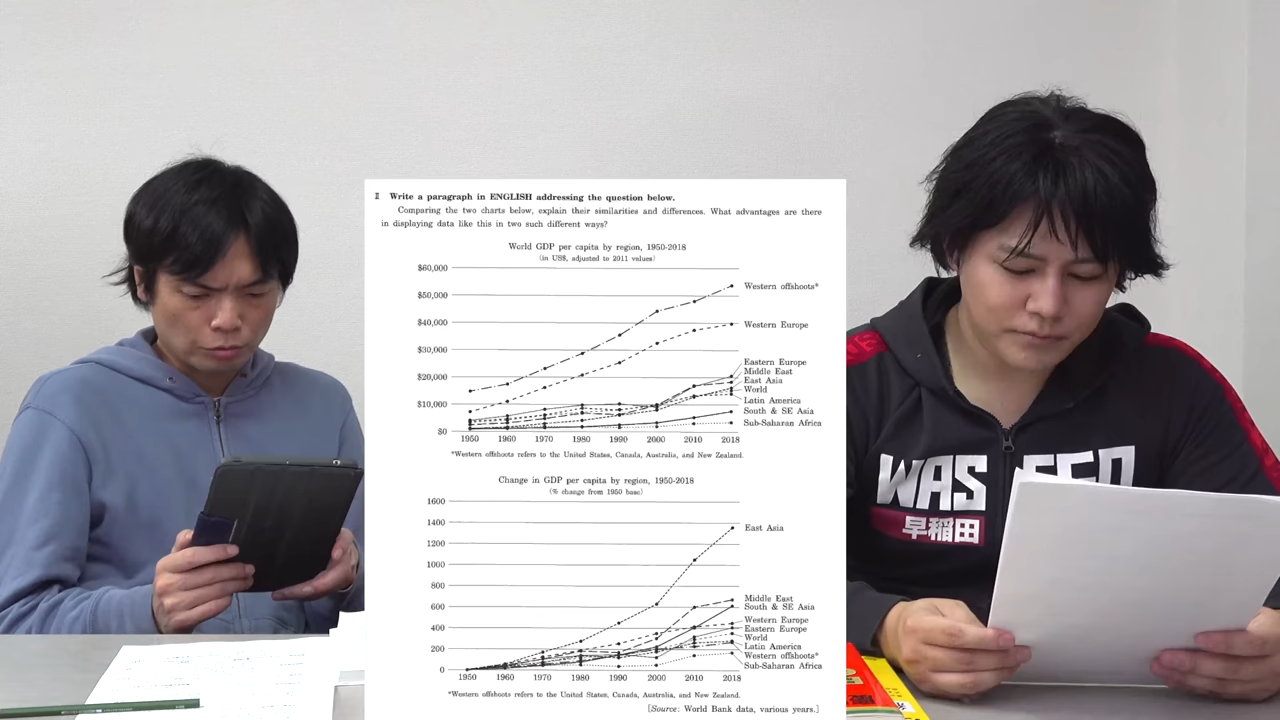 I Write a paragraph in ENGLISH addressing the question below.
Comparing the two charts below, explain their similarities and differences. What advantages are there
in displaying data like this in two such different ways?
World GDP per capita by region, 1950-2018
(in US$, adjusted to 2011 values)
$60,000
$50,000
$40,000
$30,000
$20,000
$10,000
$0
1950 1960 1970 1980 1990 2000 2010 2018
Western offshoots*
Western Europe
Eastern Europe
Middle East
East Asia
World
Latin America
South & SE Asia
Sub-Saharan Africa
*Western offshoots refers to the United States, Canada, Australia, and New Zealand.
Change in GDP per capita by region, 1950-2018
(% change from 1950 base)
1600
1400
1200
1000
800
600
400
200
0
1950 1960 1970 1980 1990 2000 2010 2018
East Asia
Middle East
South & SE Asia
Western Europe
Eastern Europe
World
Latin America
Western offshoots*
Sub-Saharan Africa
*Western offshoots refers to the United States, Canada, Australia, and New Zealand.
[Source: World Bank data, various years.]
WAS
早稲田